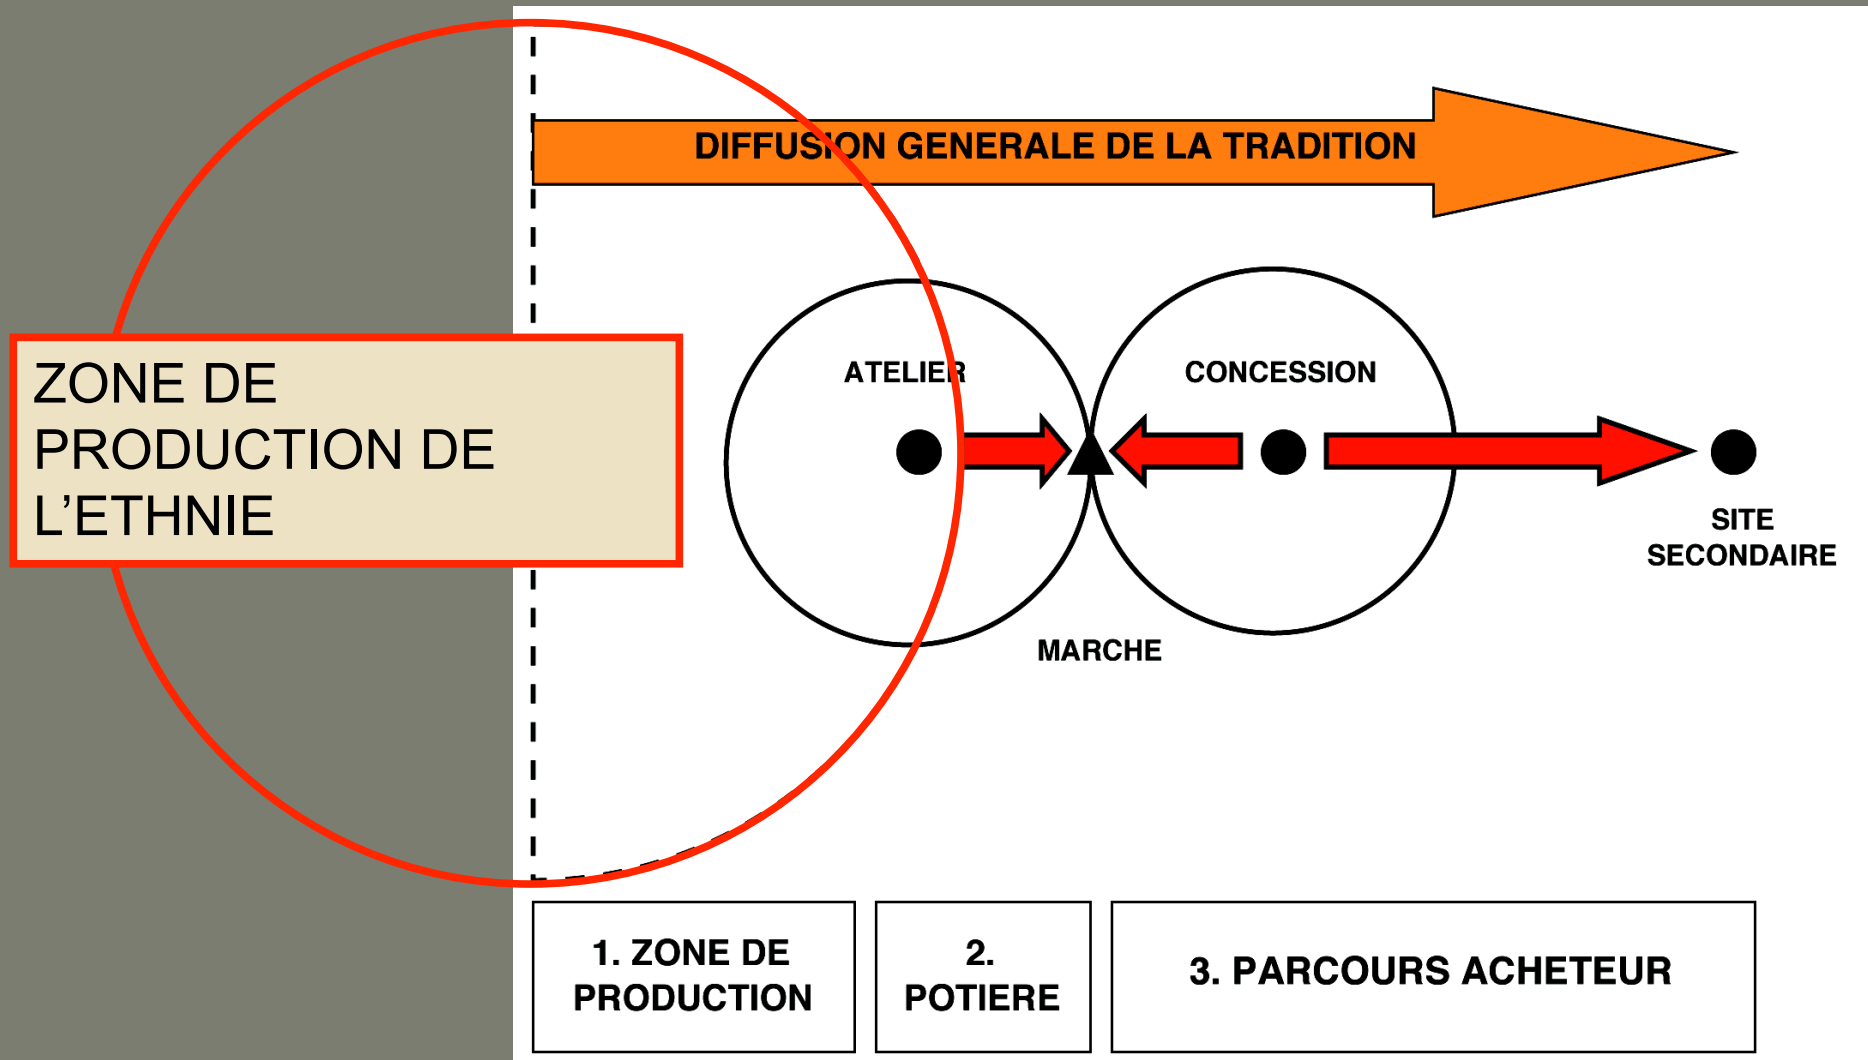 DIFFUSION GENERALE DE LA TRADITION
ZONE DE
PRODUCTION DE
L’ETHNIE
ATELIER
CONCESSION
SITE
SECONDAIRE
MARCHE
1. ZONE DE
PRODUCTION
2.
POTIERE
3. PARCOURS ACHETEUR